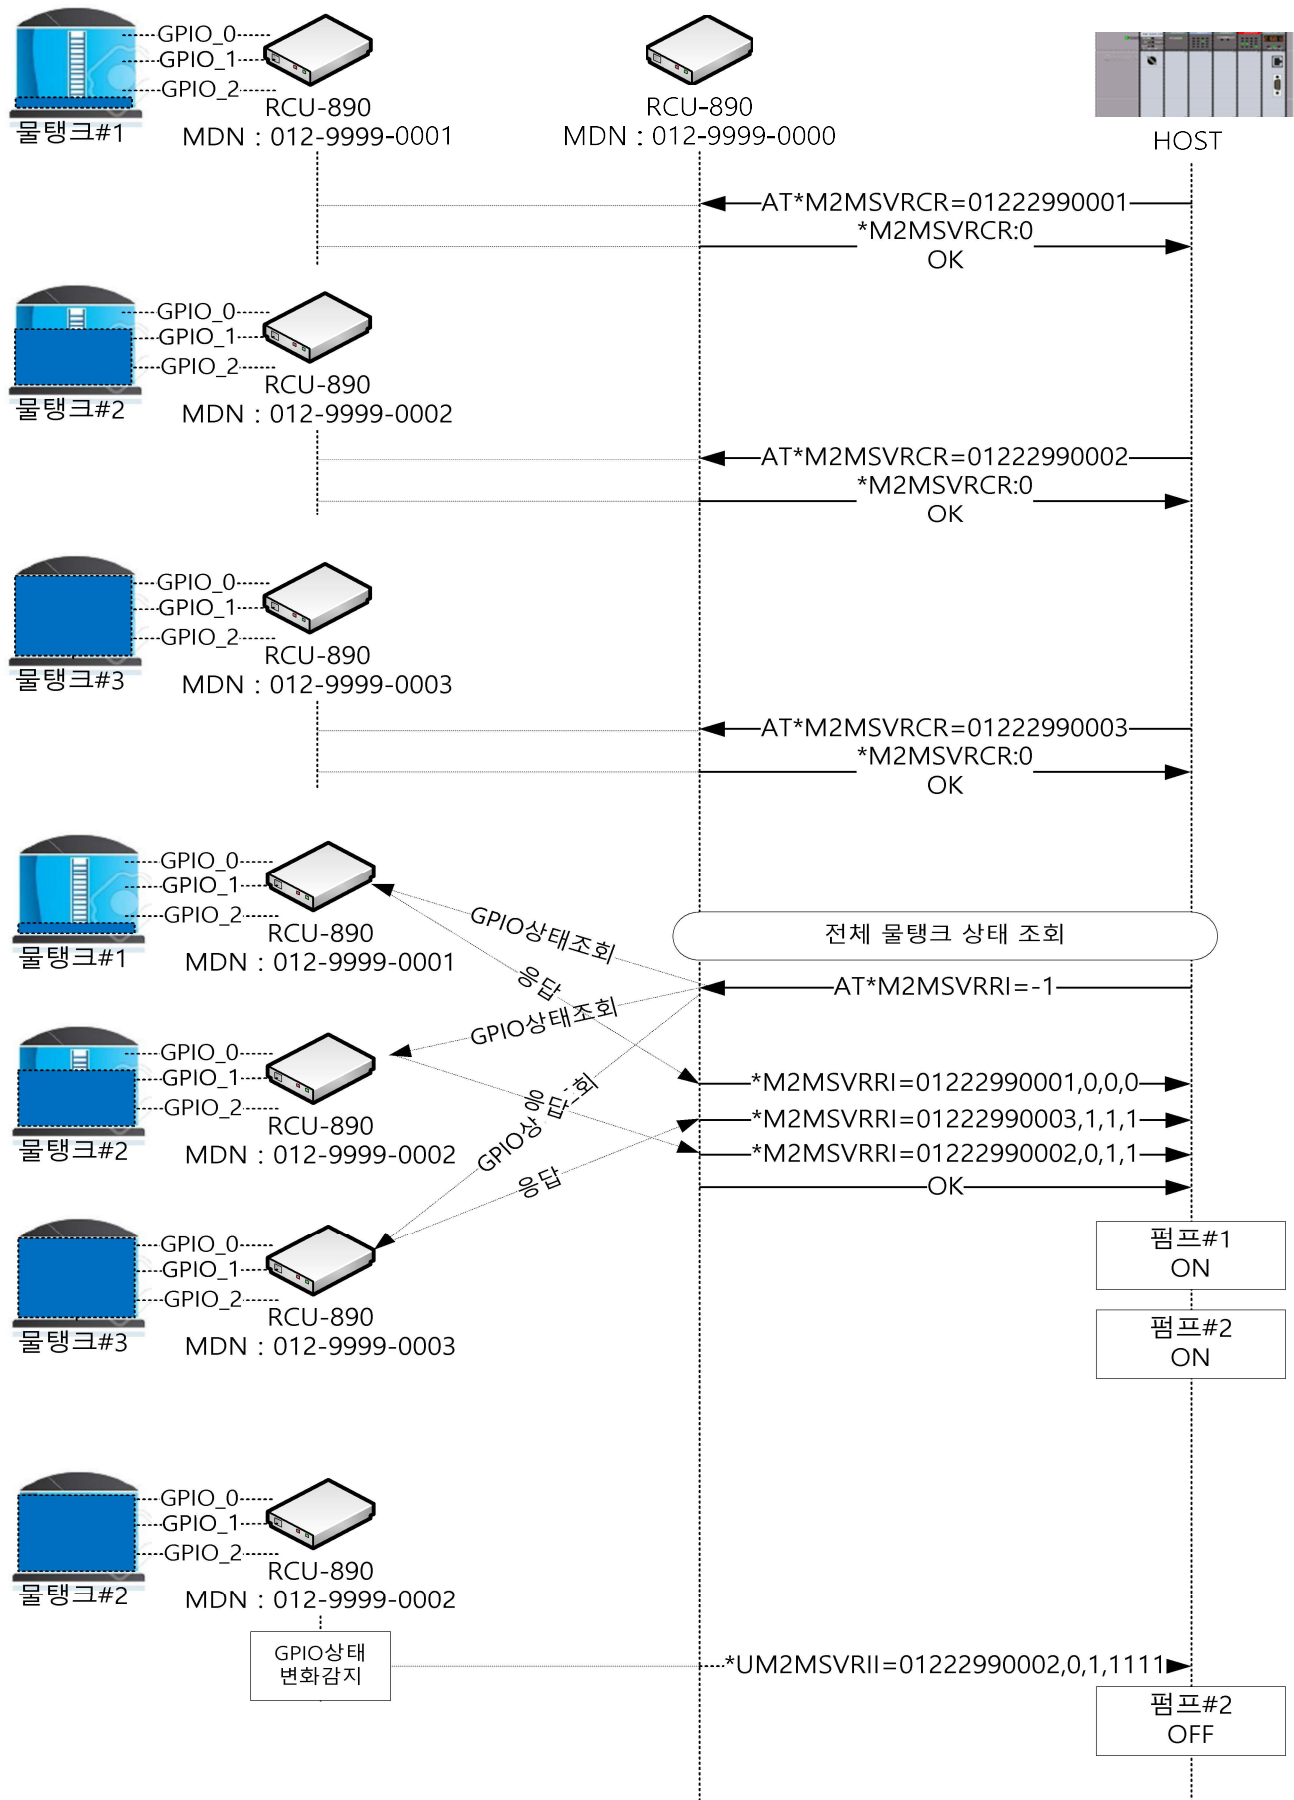 GPIO_0
GPIO_1
GPIO_2
물탱크#1
RCU-890
MDN : 012-9999-0001
RCU-890
MDN : 012-9999-0000
HOST
AT*M2MSVRCR=01222990001
*M2MSVRCR:0
OK
GPIO_0
GPIO_1
GPIO_2
물탱크#2
RCU-890
MDN : 012-9999-0002
AT*M2MSVRCR=01222990002
*M2MSVRCR:0
OK
GPIO_0
GPIO_1
GPIO_2
물탱크#3
RCU-890
MDN : 012-9999-0003
AT*M2MSVRCR=01222990003
*M2MSVRCR:0
OK
GPIO_0
GPIO_1
GPIO_2
물탱크#1
RCU-890
MDN : 012-9999-0001
GPIO상태조회
응답
전체 물탱크 상태 조회
AT*M2MSVRRI=-1
GPIO상태조회
GPIO_0
GPIO_1
GPIO_2
물탱크#2
RCU-890
MDN : 012-9999-0002
응답
GPIO상
회
응답
*M2MSVRRI=01222990001,0,0,0
*M2MSVRRI=01222990003,1,1,1
*M2MSVRRI=01222990002,0,1,1
OK
GPIO_0
GPIO_1
GPIO_2
물탱크#3
RCU-890
MDN : 012-9999-0003
펌프#1
ON
펌프#2
ON
GPIO_0
GPIO_1
GPIO_2
물탱크#2
RCU-890
MDN : 012-9999-0002
GPIO상태
변화감지
*UM2MSVRII=01222990002,0,1,1111
펌프#2
OFF